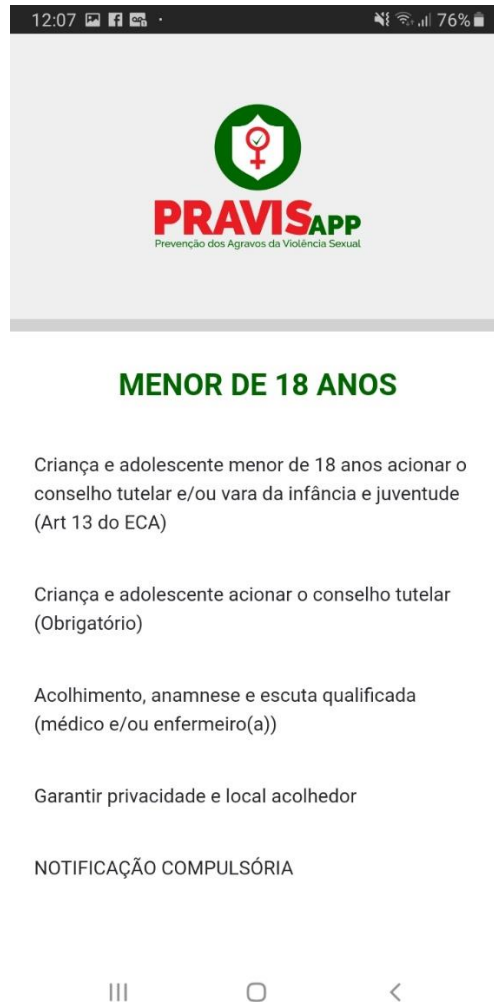 12:07
76%
PRAVISAPP
Prevenção dos Agravos da Violência Sexual
MENOR DE 18 ANOS
Criança e adolescente menor de 18 anos acionar o
conselho tutelar e/ou vara da infância e juventude
(Art 13 do ECA)
Criança e adolescente acionar o conselho tutelar
(Obrigatório)
Acolhimento, anamnese e escuta qualificada
(médico e/ou enfermeiro(a))
Garantir privacidade e local acolhedor
NOTIFICAÇÃO COMPULSÓRIA